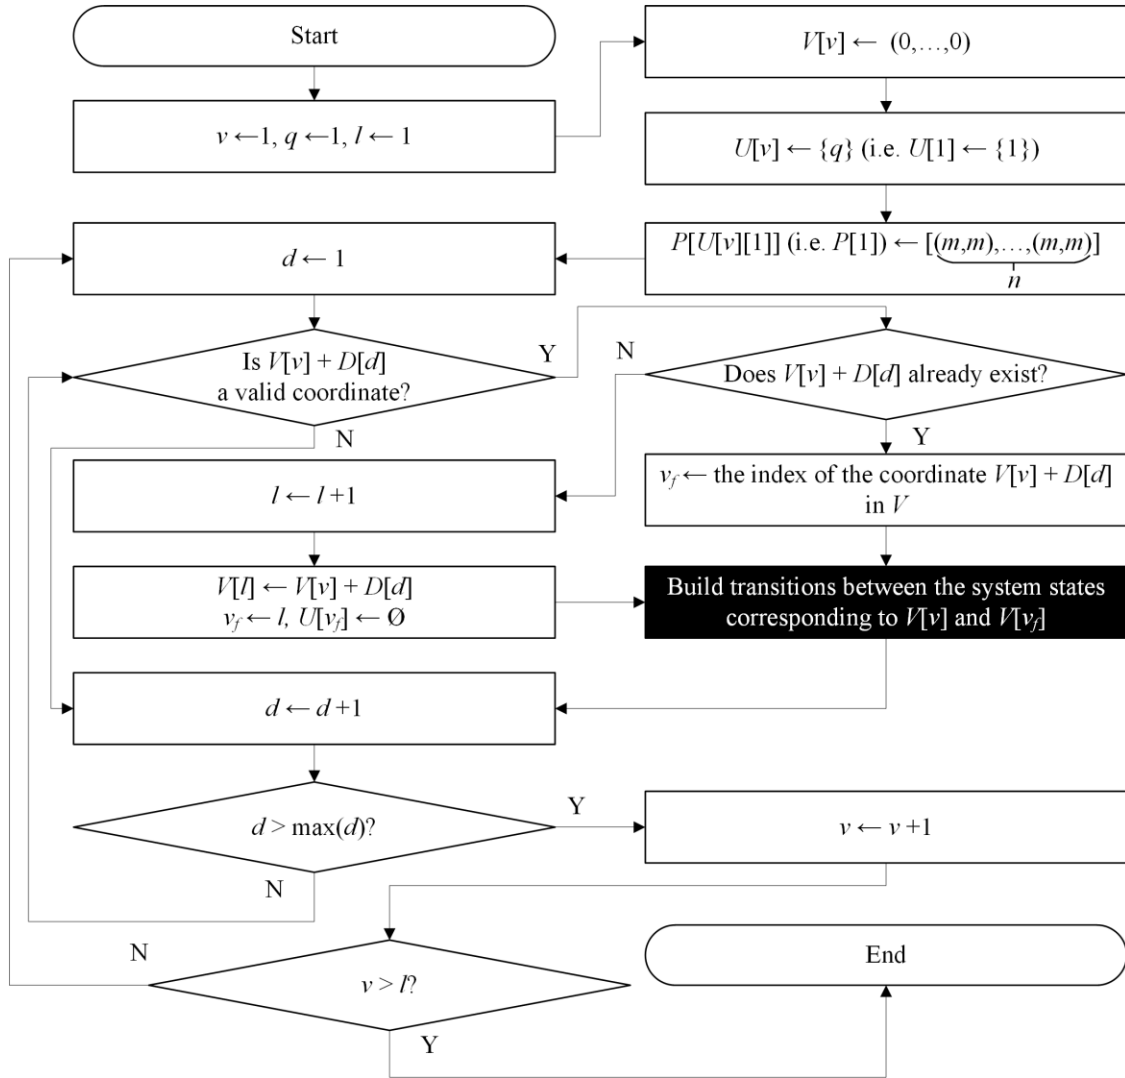 Start
v ←1, q ←1, l ← 1
V[v] ← (0,…,0)
U[v] ← {q} (i.e. U[1] ← {1})
P[U[v][1]] (i.e. P[1]) ← [(m,m),…,(m,m)]
n
d ← 1
Is V[v] + D[d]
a valid coordinate?
Y
N
Does V[v] + D[d] already exist?
N
Y
v_f ← the index of the coordinate V[v] + D[d]
in V
l ← l +1
V[l] ← V[v] + D[d]
v_f ← l, U[v_f] ← Ø
Build transitions between the system states
corresponding to V[v] and V[v_f]
d ← d +1
d > max(d)?
Y
N
v ← v +1
v > l?
N
Y
End